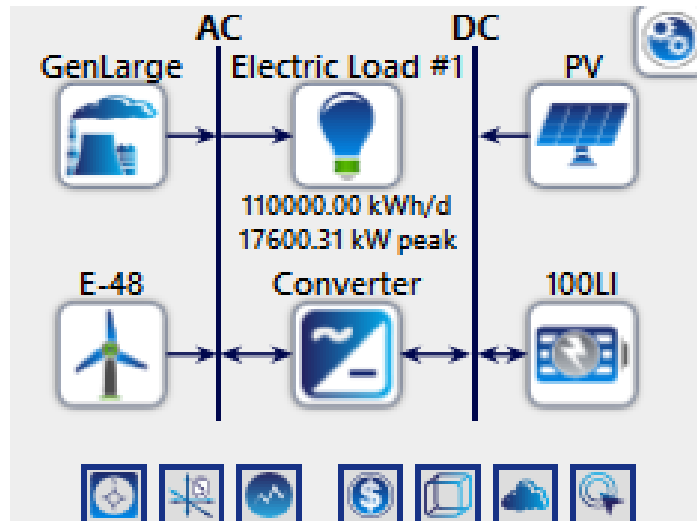 AC DC
GenLarge Electric Load #1 PV
110000.00 kWh/d
17600.31 kW peak
E-48 Converter 100LI